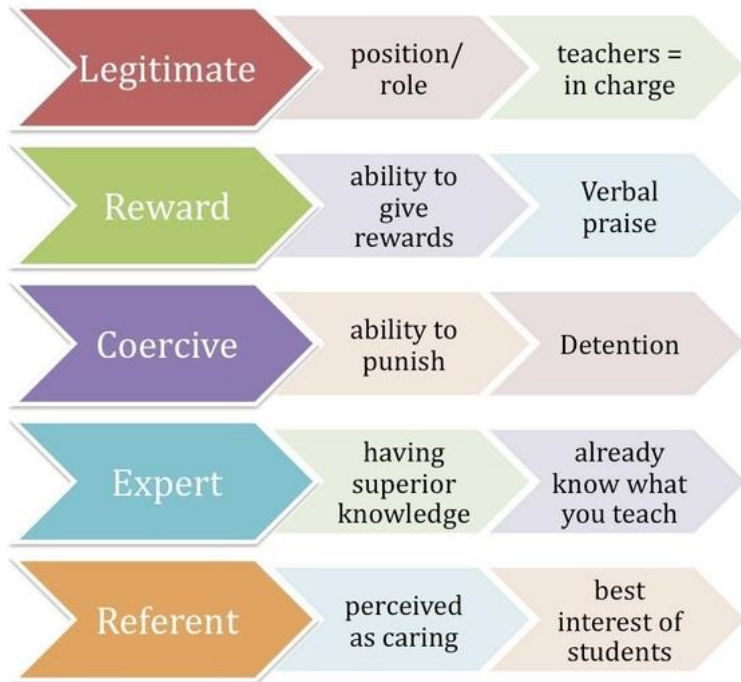 Legitimate
position/
role
teachers =
in charge
Reward
ability to
give
rewards
Verbal
praise
Coercive
ability to
punish
Detention
Expert
having
superior
knowledge
already
know what
you teach
Referent
perceived
as caring
best
interest of
students